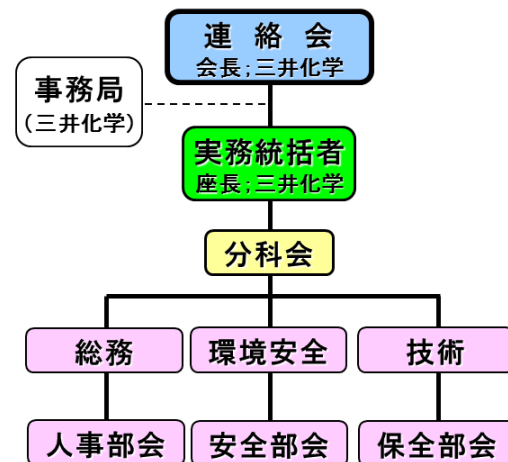 連 絡 会
会長;三井化学
事務局
(三井化学)
実務統括者
座長;三井化学
分科会
総務
環境安全
技術
人事部会
安全部会
保全部会